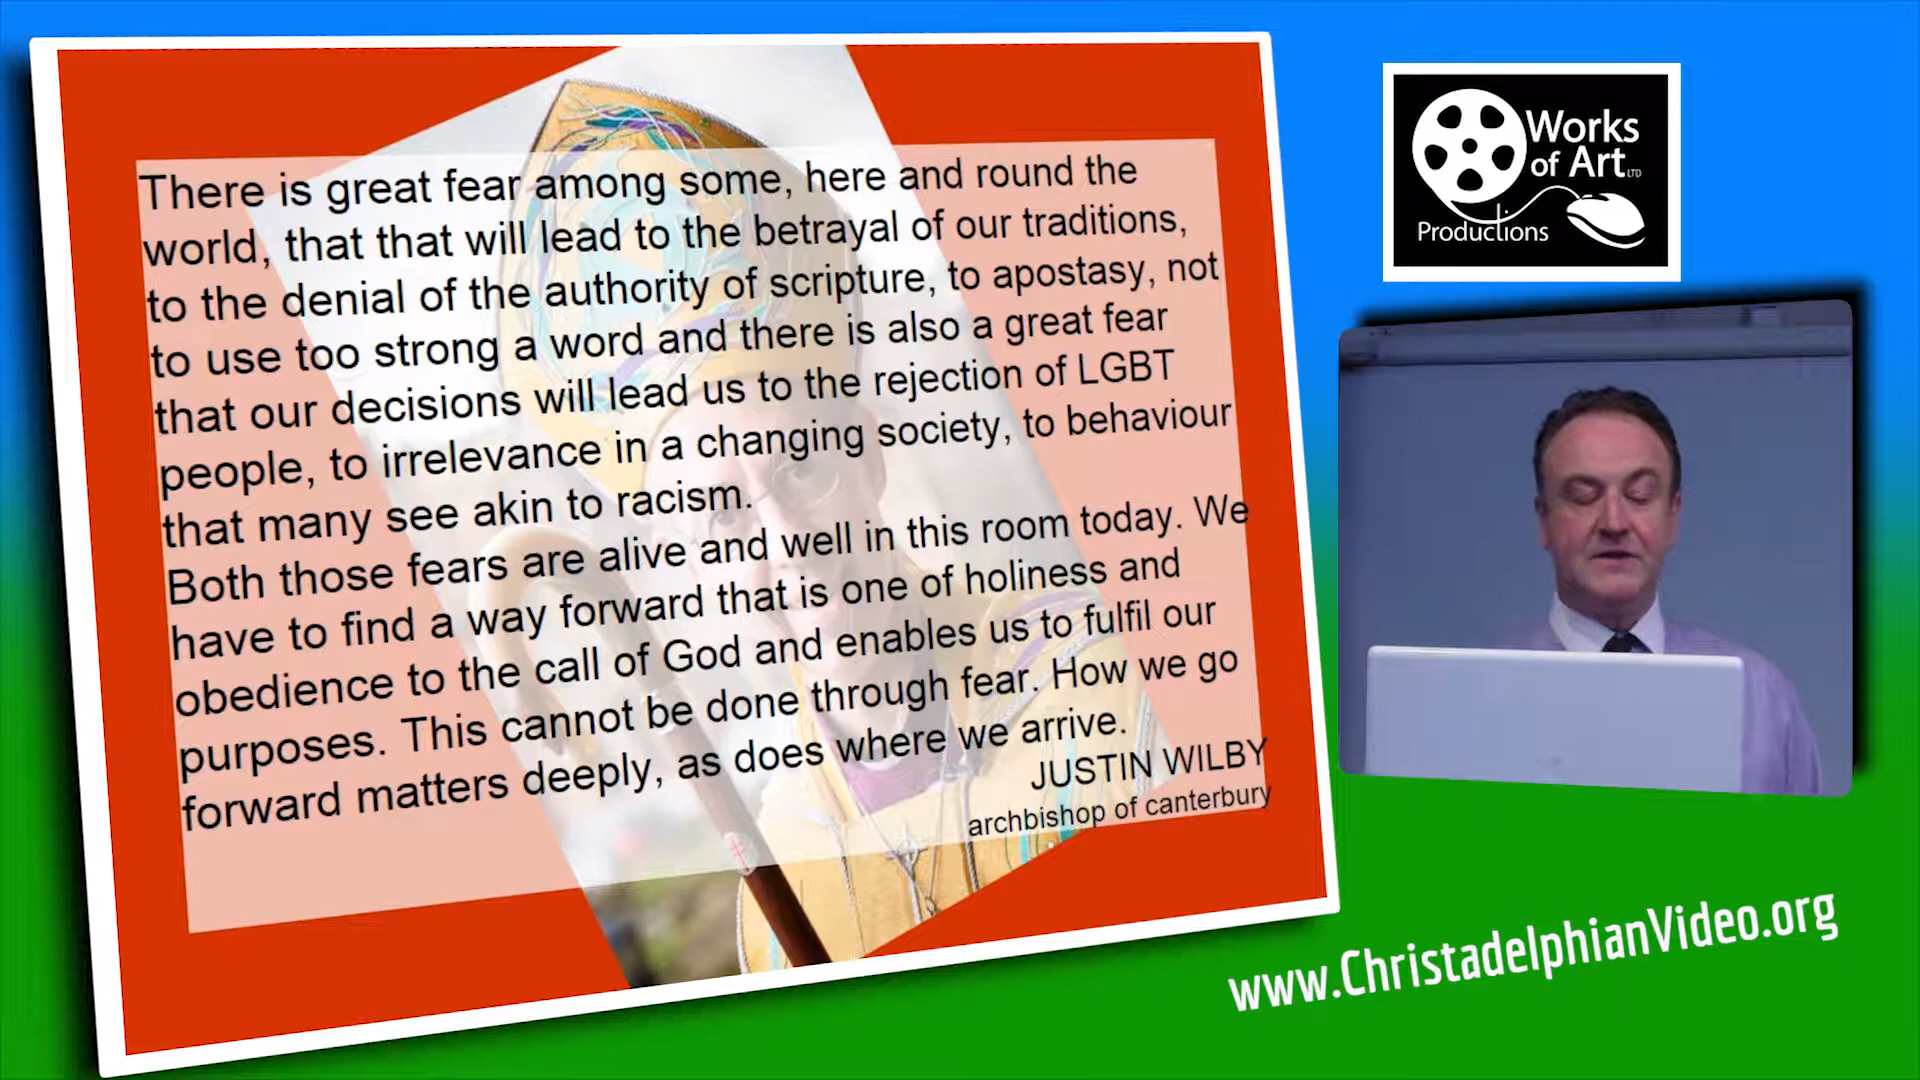 There is great fear among some, here and round the
world, that that will lead to the betrayal of our traditions,
to the denial of the authority of scripture, to apostasy, not
to use too strong a word and there is also a great fear
that our decisions will lead us to the rejection of LGBT
people, to irrelevance in a changing society, to behaviour
that many see akin to racism.
Both those fears are alive and well in this room today. We
have to find a way forward that is one of holiness and
obedience to the call of God and enables us to fulfil our
purposes. This cannot be done through fear. How we go
forward matters deeply, as does where we arrive.
JUSTIN WILBY
archbishop of canterbury
Works
of Art LTD
Productions
www.ChristadelphianVideo.org